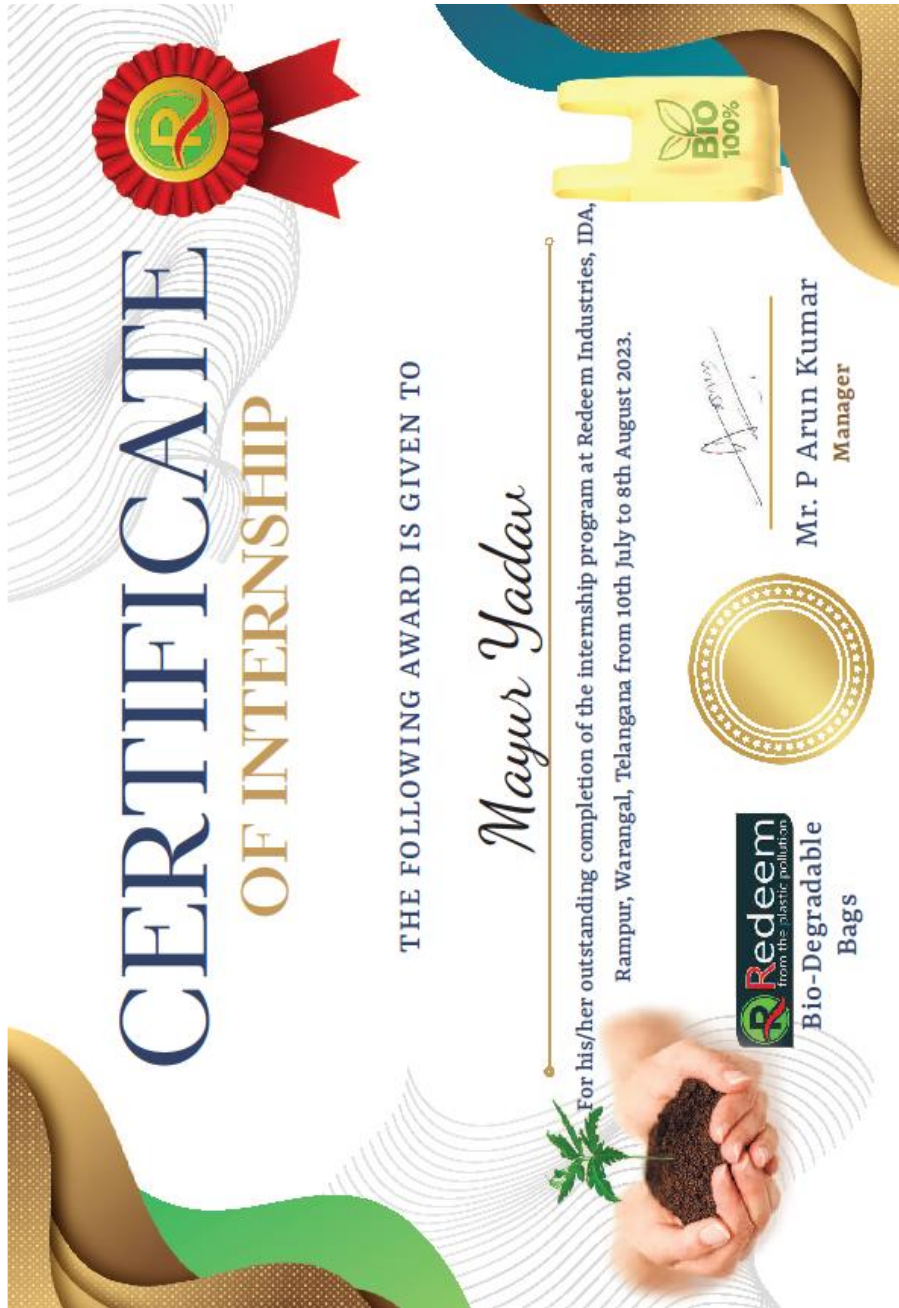 CERTIFICATE
OF INTERNSHIP
THE FOLLOWING AWARD IS GIVEN TO
Mayur Yadav
For his/her outstanding completion of the internship program at Redeem Industries, IDA,
Rampur, Warangal, Telangana from 10th July to 8th August 2023.
Redeem
from the plastic pollution
Bio-Degradable
Bags
Mr. P Arun Kumar
Manager
BIO
100%